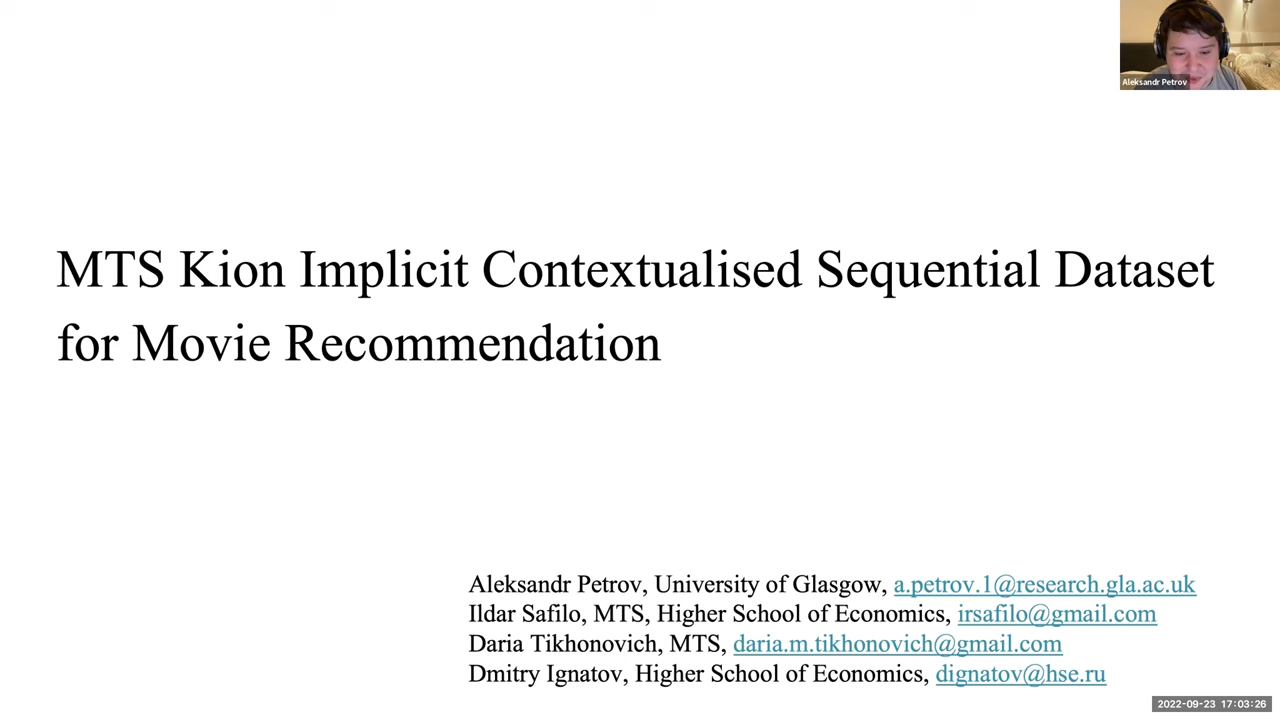 Aleksandr Petrov
MTS Kion Implicit Contextualised Sequential Dataset
for Movie Recommendation
Aleksandr Petrov, University of Glasgow, a.petrov.1@research.gla.ac.uk
Ildar Safilo, MTS, Higher School of Economics, irsafilo@gmail.com
Daria Tikhonovich, MTS, daria.m.tikhonovich@gmail.com
Dmitry Ignatov, Higher School of Economics, dignatov@hse.ru
2022-09-23 17:03:26